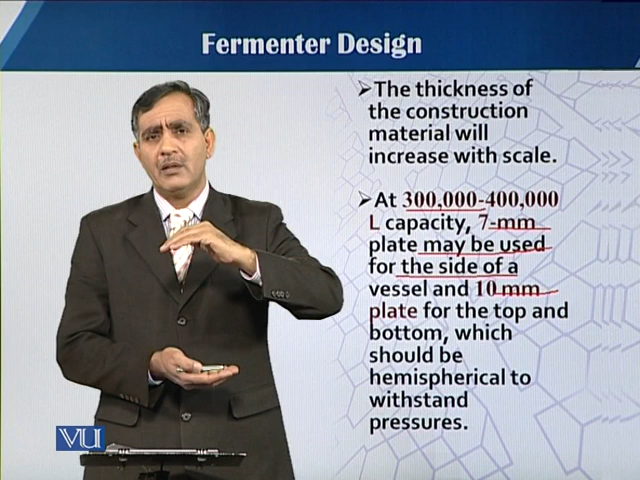 Fermenter Design
➢The thickness of
the construction
material will
increase with scale.
➢At 300,000-400,000
L capacity, 7-mm
plate may be used
for the side of a
vessel and 10 mm
plate for the top and
bottom, which
should be
hemispherical to
withstand
pressures.
VU